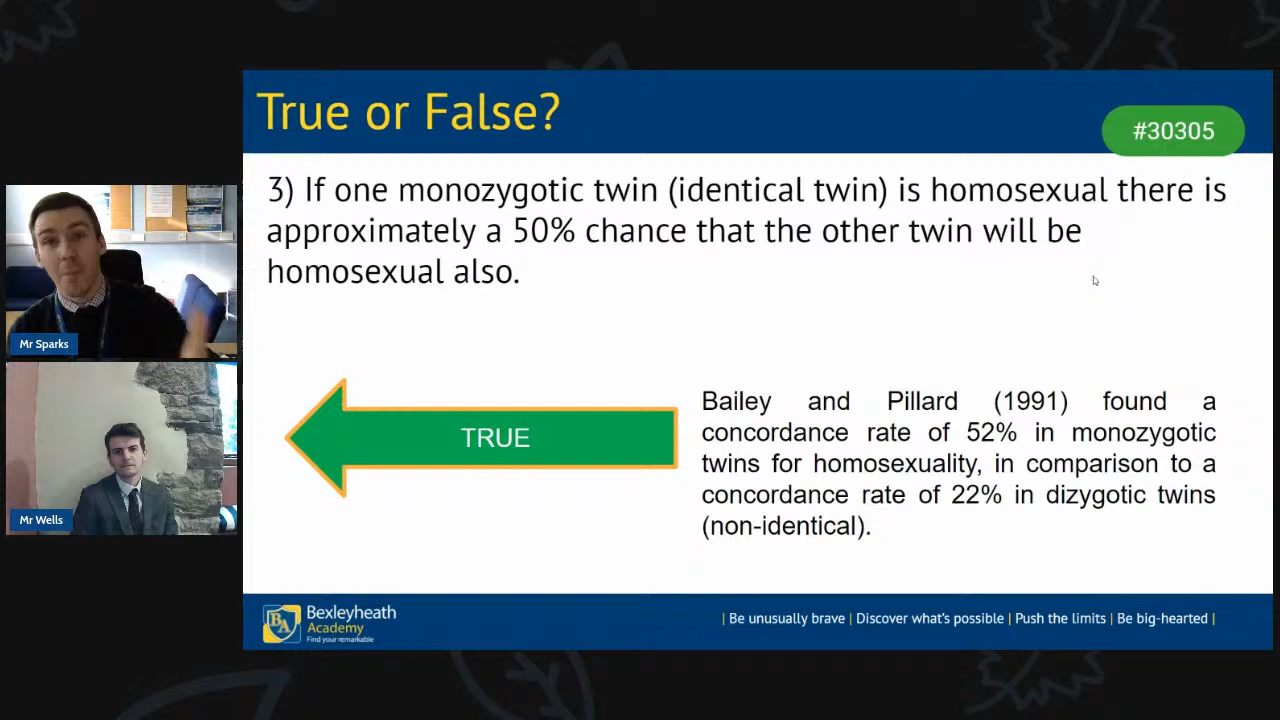 True or False?
#30305
3) If one monozygotic twin (identical twin) is homosexual there is
approximately a 50% chance that the other twin will be
homosexual also.
Mr Sparks
TRUE
Bailey and Pillard (1991) found a
concordance rate of 52% in monozygotic
twins for homosexuality, in comparison to a
concordance rate of 22% in dizygotic twins
(non-identical).
Mr Wells
BA
Bexleyheath
Academy
Find your remarkable
| Be unusually brave | Discover what's possible | Push the limits | Be big-hearted |